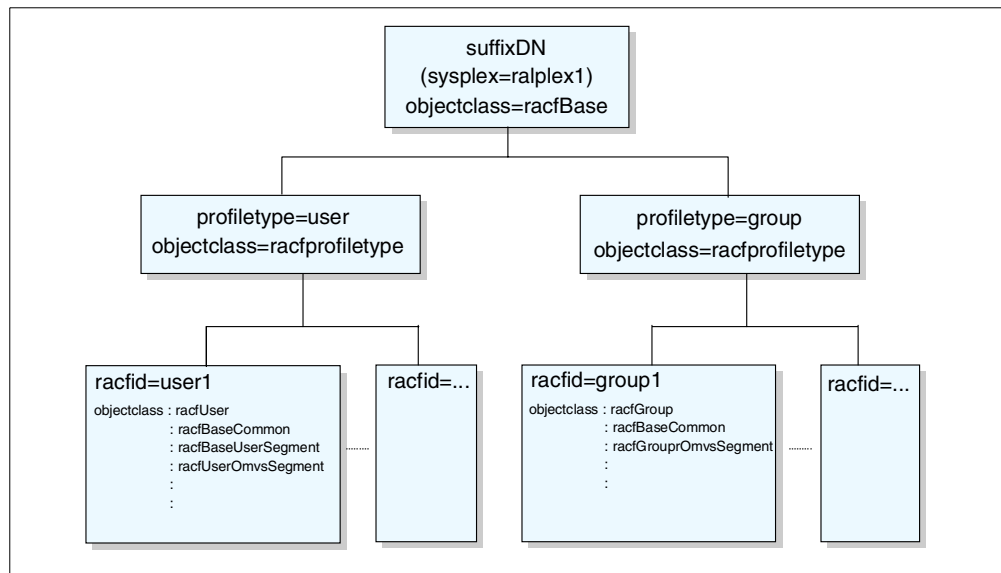 suffixDN
(sysplex=ralplex1)
objectclass=racfBase
profiletype=user
objectclass=racfprofiletype
profiletype=group
objectclass=racfprofiletype
racfid=user1
objectclass : racfUser
: racfBaseCommon
: racfBaseUserSegment
: racfUserOmvsSegment
:
:
........
racfid=...
racfid=group1
objectclass : racfGroup
: racfBaseCommon
: racfGrouprOmvsSegment
:
:
........
racfid=...